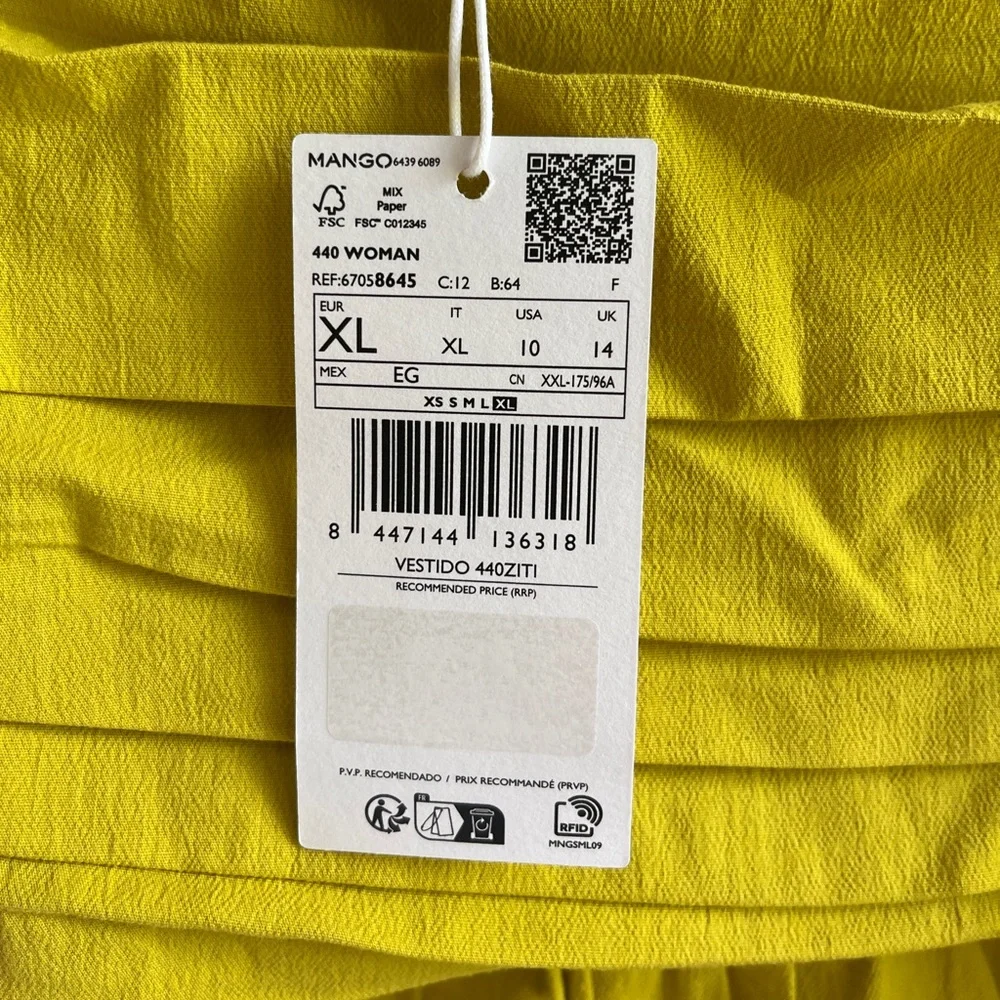 MANGO 6439 6089
MIX
Paper
FSC FSC™ C012345
440 WOMAN
REF:67058645 C:12 B:64 F
EUR IT USA UK
XL XL 10 14
MEX EG CN XXL-175/96A
XS S M L XL
8 447144 136318
VESTIDO 440ZITI
RECOMMENDED PRICE (RRP)
P.V.P. RECOMENDADO / PRIX RECOMMANDÉ (PRVP)
FR
RFID
MNGSML09